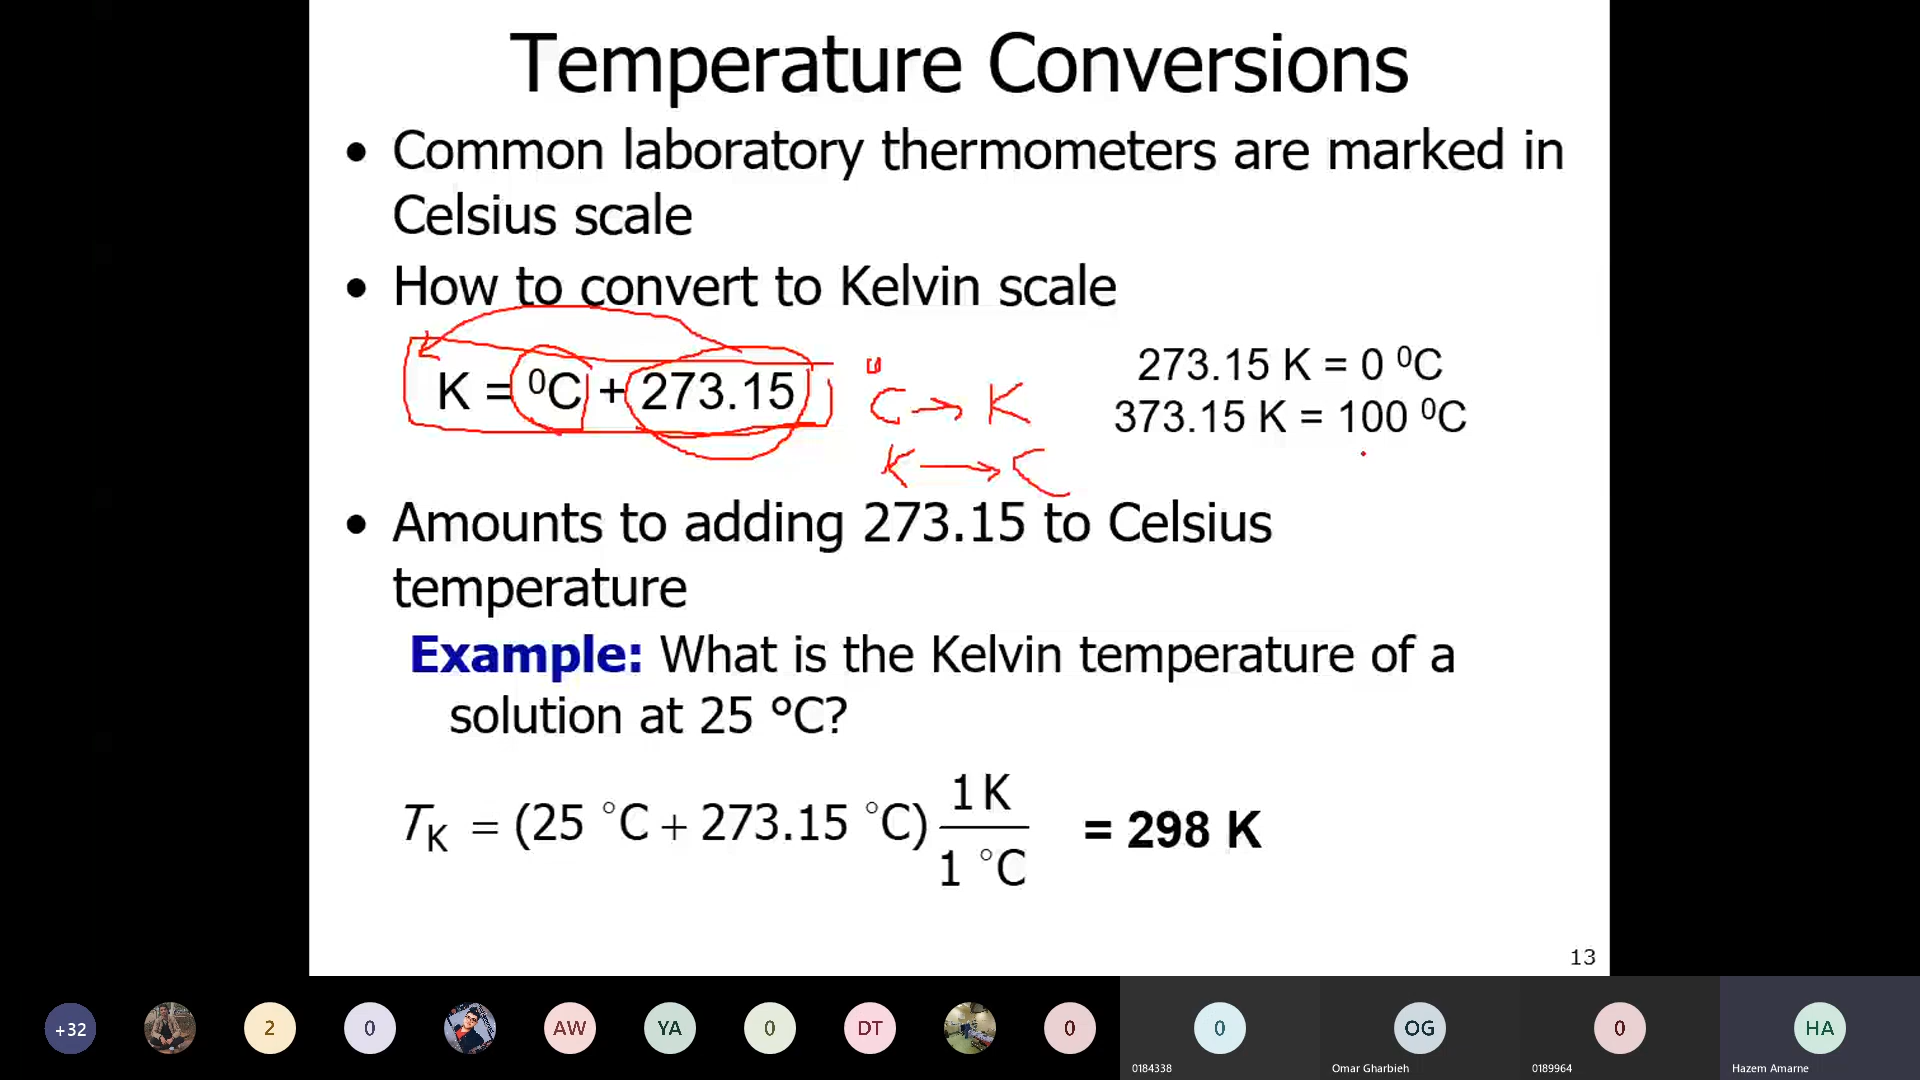 Temperature Conversions
• Common laboratory thermometers are marked in
Celsius scale
• How to convert to Kelvin scale
K = ⁰C + 273.15
⁰C → K
K → C
273.15 K = 0 ⁰C
373.15 K = 100 ⁰C
• Amounts to adding 273.15 to Celsius
temperature
Example: What is the Kelvin temperature of a
solution at 25 °C?
T_K = (25 °C + 273.15 °C) 1 K / 1 °C = 298 K
13
+32
2
0
AW
YA
0
DT
0
0
OG
0
HA
0184338
Omar Gharbieh
0189964
Hazem Amarne